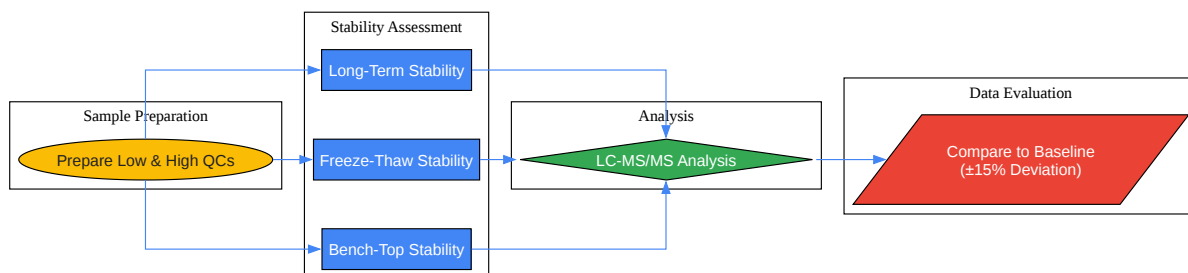 Stability Assessment
Long-Term Stability
Sample Preparation
Prepare Low & High QCs
Freeze-Thaw Stability
Bench-Top Stability
Analysis
LC-MS/MS Analysis
Data Evaluation
Compare to Baseline
(±15% Deviation)